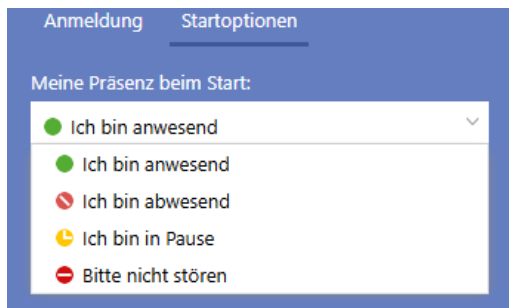 Anmeldung Startoptionen
Meine Präsenz beim Start:
Ich bin anwesend
Ich bin anwesend
Ich bin abwesend
Ich bin in Pause
Bitte nicht stören